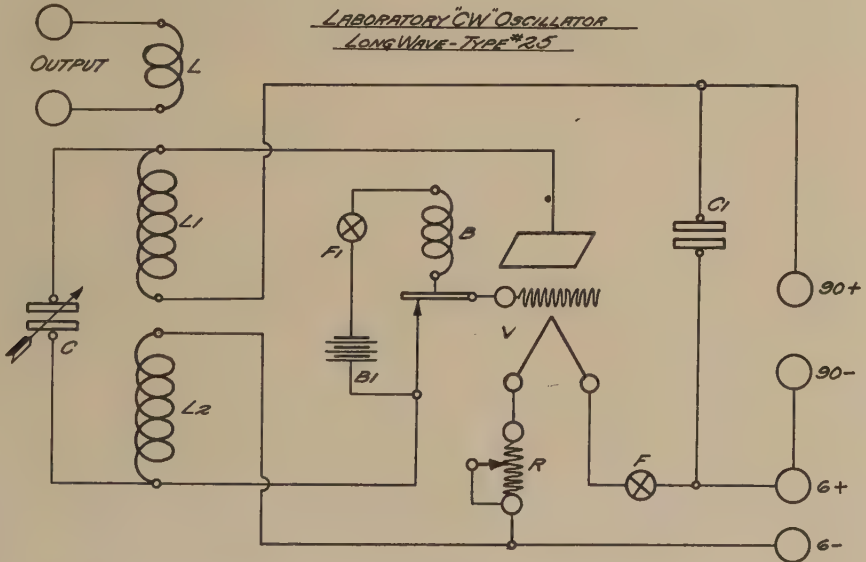 LABORATORY "CW" OSCILLATOR
LONG WAVE - TYPE #25
OUTPUT
L
L1
F1
B
C1
90+
C
V
90-
B1
L2
R
F
6+
6-